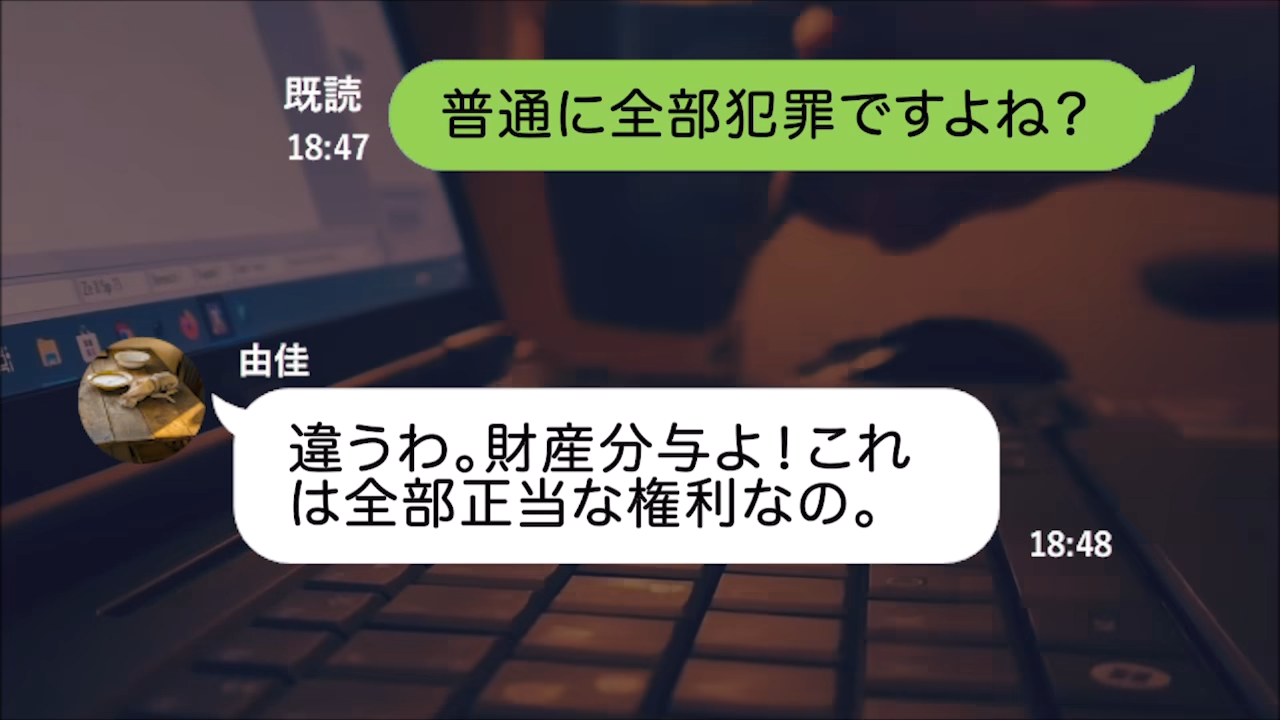 既読
18:47
普通に全部犯罪ですよね？
由佳
違うわ。財産分与よ！これ
は全部正当な権利なの。
18:48